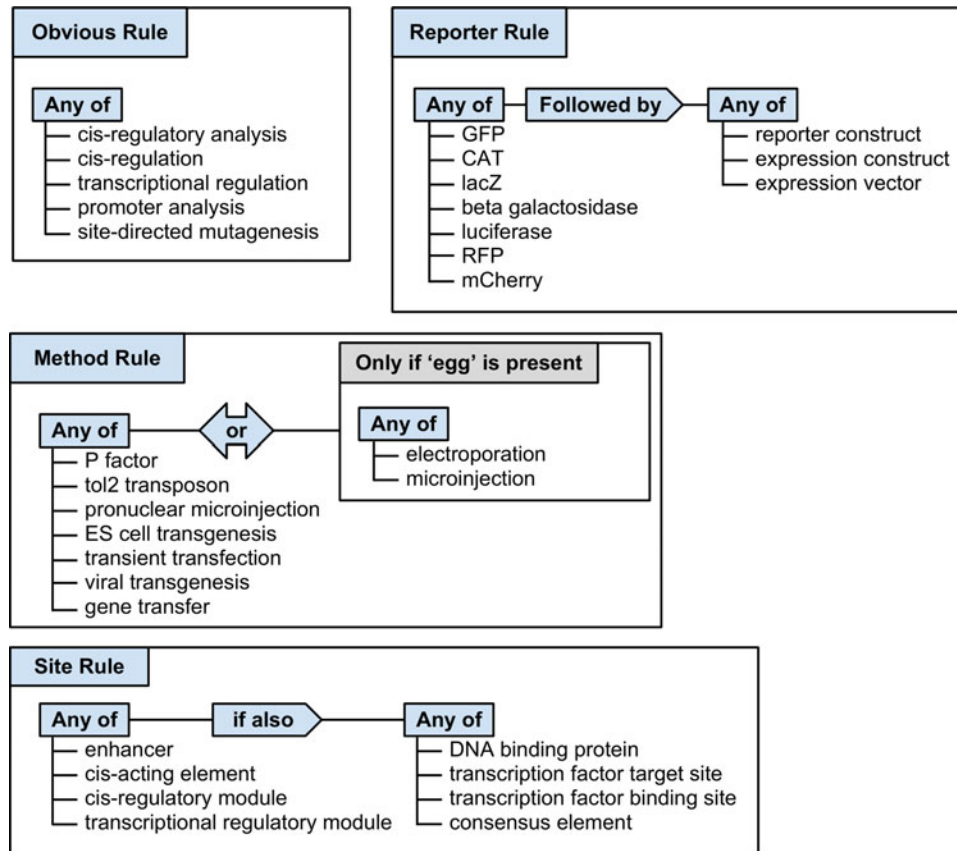 Obvious Rule
Any of
cis-regulatory analysis
cis-regulation
transcriptional regulation
promoter analysis
site-directed mutagenesis
Reporter Rule
Any of
Followed by
Any of
GFP
CAT
lacZ
beta galactosidase
luciferase
RFP
mCherry
reporter construct
expression construct
expression vector
Method Rule
Any of
or
P factor
tol2 transposon
pronuclear microinjection
ES cell transgenesis
transient transfection
viral transgenesis
gene transfer
Only if ‘egg’ is present
Any of
electroporation
microinjection
Site Rule
Any of
if also
Any of
enhancer
cis-acting element
cis-regulatory module
transcriptional regulatory module
DNA binding protein
transcription factor target site
transcription factor binding site
consensus element